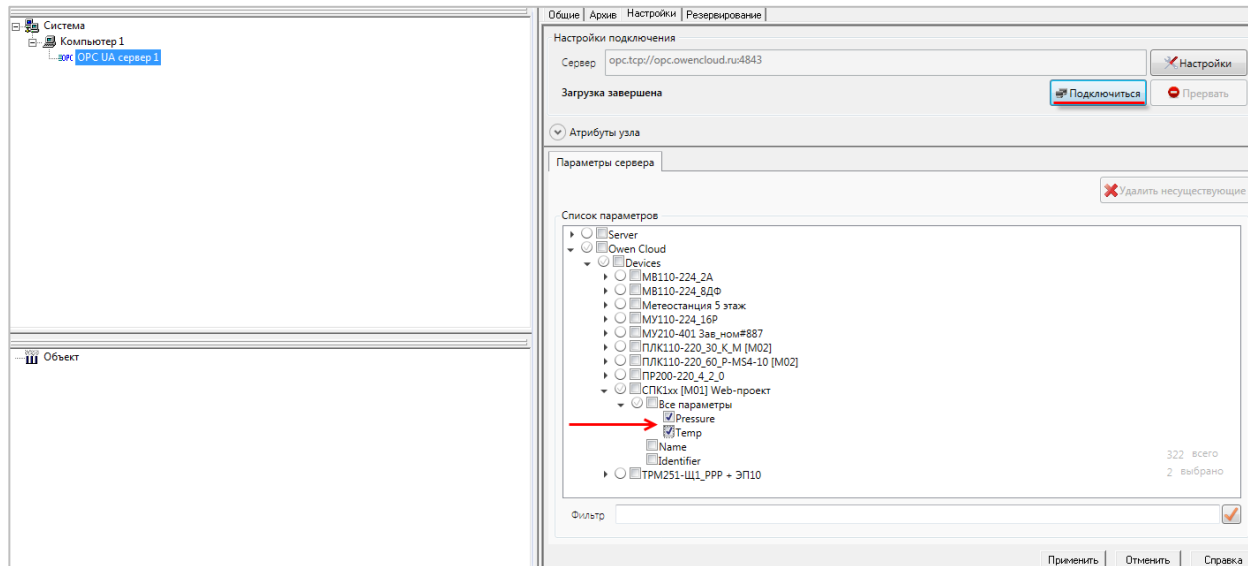 Система
Компьютер 1
OPC OPC UA сервер 1
Объект
Общие Архив Настройки Резервирование
Настройки подключения
Сервер opc.tcp://opc.owencloud.ru:4843 Настройки
Загрузка завершена Подключиться Прервать
Атрибуты узла
Параметры сервера
Удалить несуществующие
Список параметров
Server
Owen Cloud
Devices
МВ110-224_2А
МВ110-224_8ДФ
Метеостанция 5 этаж
МУ110-224_16Р
МУ210-401 Зав_ном#887
ПЛК110-220_30_K_M [M02]
ПЛК110-220_60_P-MS4-10 [M02]
ПР200-220_4_2_0
СПК1xx [M01] Web-проект
Все параметры
Pressure
Temp
Name
Identifier
322 всего
ТРМ251-Щ1_РРР + ЭП10
2 выбрано
Фильтр
Применить Отменить Справка